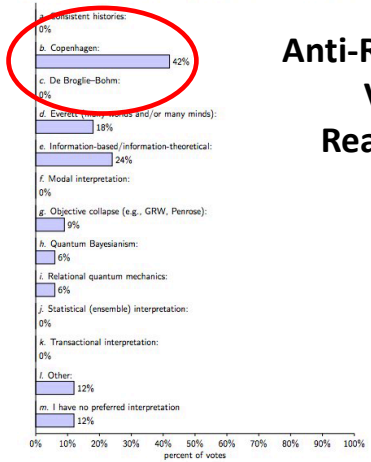 a. Consistent histories:
0%
b. Copenhagen:
42%
c. De Broglie–Bohm:
0%
d. Everett (many worlds and/or many minds):
18%
e. Information-based/information-theoretical:
24%
f. Modal interpretation:
0%
g. Objective collapse (e.g., GRW, Penrose):
9%
h. Quantum Bayesianism:
6%
i. Relational quantum mechanics:
6%
j. Statistical (ensemble) interpretation:
0%
k. Transactional interpretation:
0%
l. Other:
12%
m. I have no preferred interpretation
12%
0% 10% 20% 30% 40% 50% 60% 70% 80% 90% 100%
percent of votes
Anti-R
V
Rea